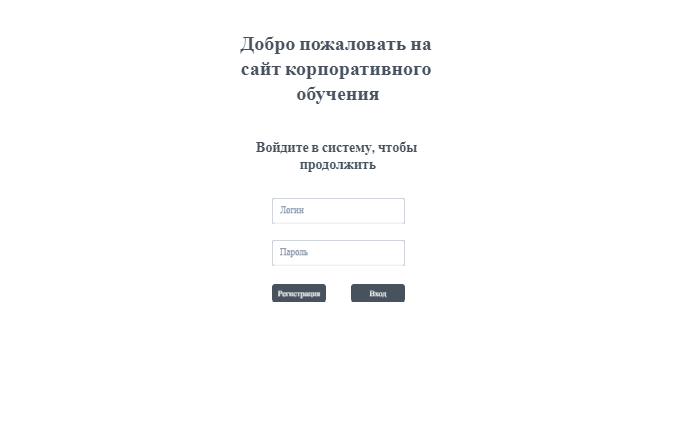 Добро пожаловать на
сайт корпоративного
обучения
Войдите в систему, чтобы
продолжить
Логин
Пароль
Регистрация Вход